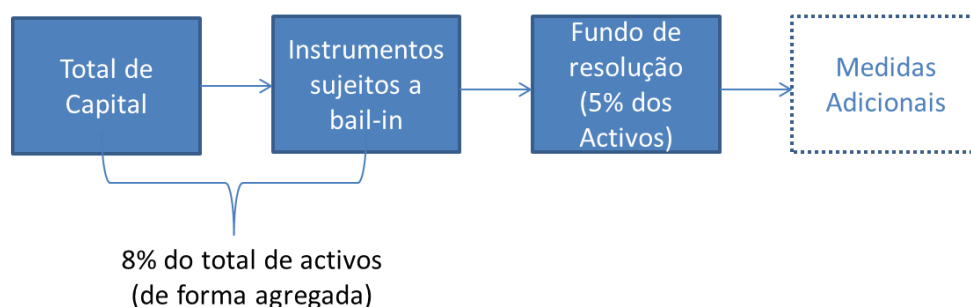 Total de
Capital
Instrumentos
sujeitos a
bail-in
Fundo de
resolução
(5% dos
Activos)
Medidas
Adicionais
8% do total de activos
(de forma agregada)